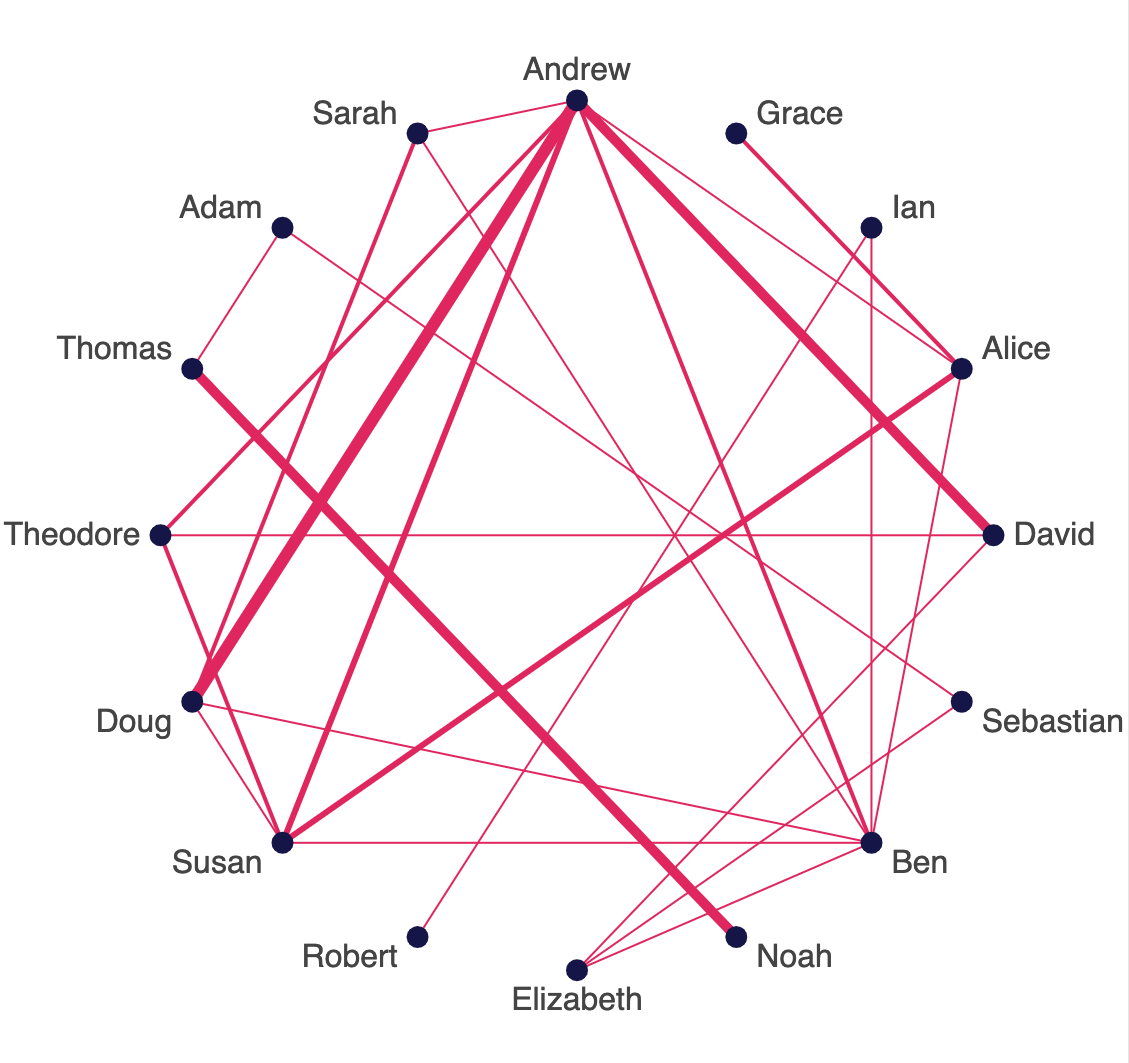 Andrew
Sarah
Grace
Adam
Ian
Thomas
Alice
Theodore
David
Doug
Sebastian
Susan
Ben
Robert
Noah
Elizabeth